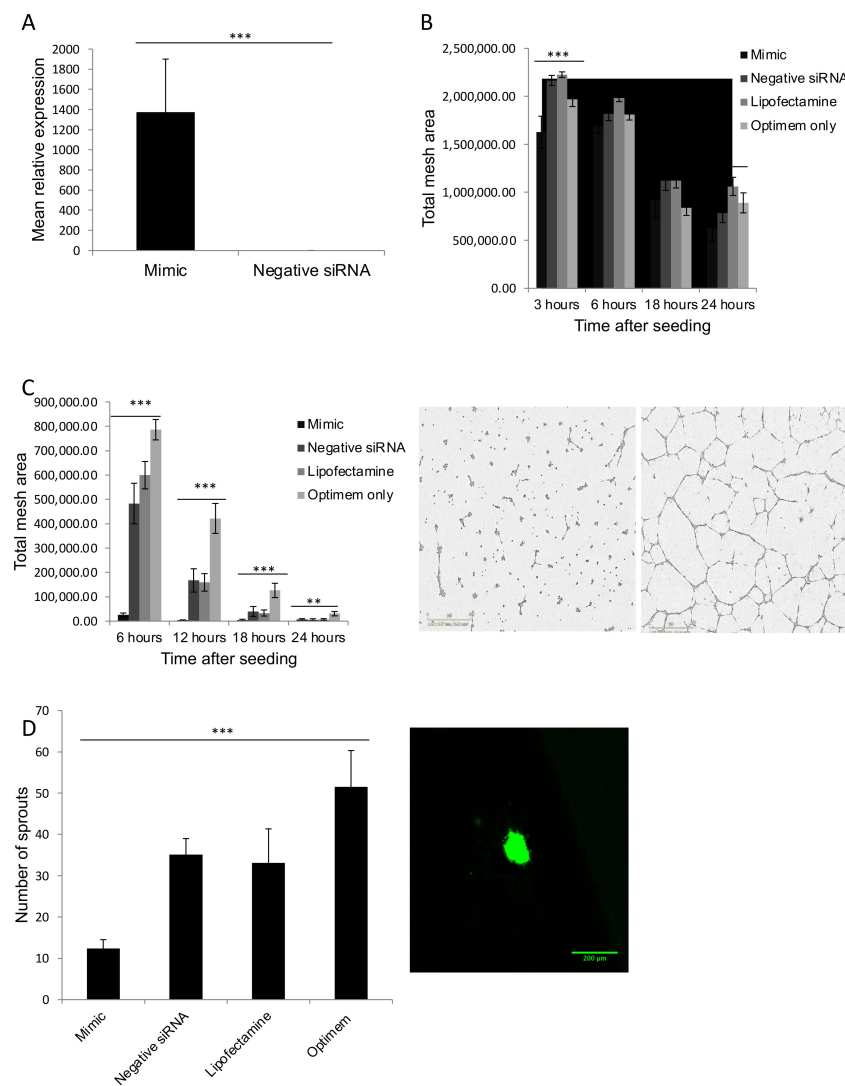 A
***
2000
1800
1600
1400
1200
1000
800
600
400
200
0
Mean relative expression
Mimic
Negative siRNA
B
2,500,000.00
2,000,000.00
1,500,000.00
1,000,000.00
500,000.00
0.00
Total mesh area
***
Mimic
Negative siRNA
Lipofectamine
Optimem only
3 hours
6 hours
18 hours
24 hours
Time after seeding
C
900,000.00
800,000.00
700,000.00
600,000.00
500,000.00
400,000.00
300,000.00
200,000.00
100,000.00
0.00
Total mesh area
***
***
***
**
Mimic
Negative siRNA
Lipofectamine
Optimem only
6 hours
12 hours
18 hours
24 hours
Time after seeding
D
70
60
50
40
30
20
10
0
Number of sprouts
***
Mimic
Negative siRNA
Lipofectamine
Optimem
200 µm